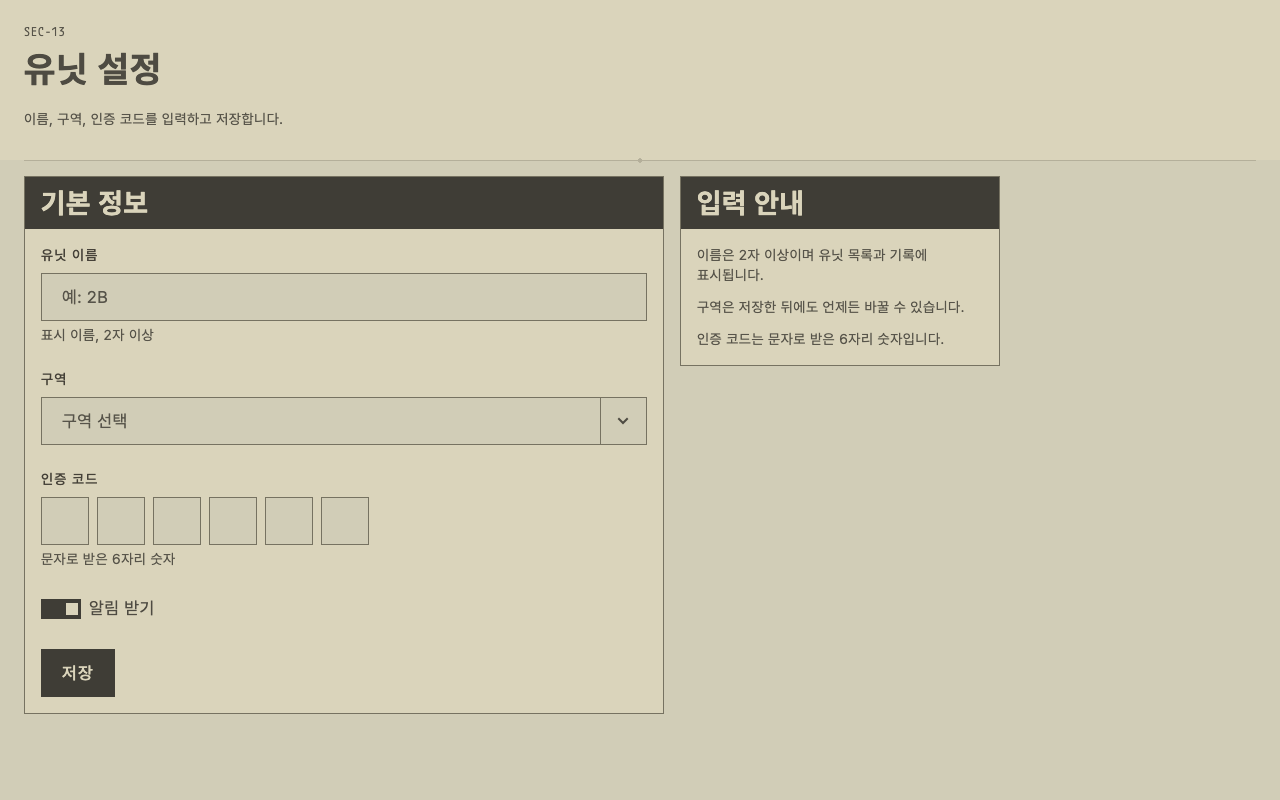 SEC-13
유닛 설정
이름, 구역, 인증 코드를 입력하고 저장합니다.
기본 정보
유닛 이름
예: 2B
표시 이름, 2자 이상
구역
구역 선택
인증 코드
문자로 받은 6자리 숫자
알림 받기
저장
입력 안내
이름은 2자 이상이며 유닛 목록과 기록에
표시됩니다.
구역은 저장한 뒤에도 언제든 바꿀 수 있습니다.
인증 코드는 문자로 받은 6자리 숫자입니다.